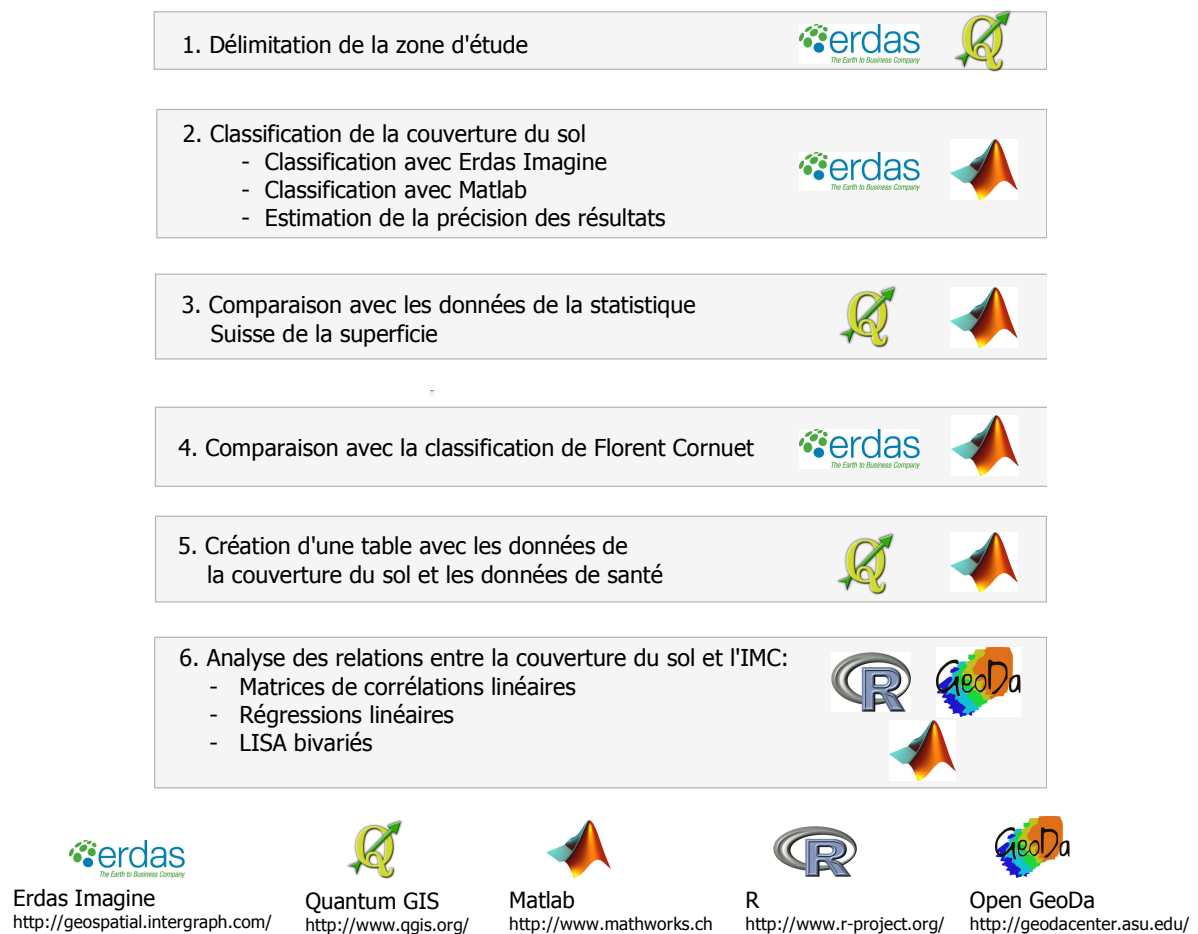 1. Délimitation de la zone d'étude
erdas
The Earth to Business Company
Q
2. Classification de la couverture du sol
- Classification avec Erdas Imagine
- Classification avec Matlab
- Estimation de la précision des résultats
erdas
The Earth to Business Company
3. Comparaison avec les données de la statistique
Suisse de la superficie
Q
4. Comparaison avec la classification de Florent Cornuet
erdas
The Earth to Business Company
5. Création d'une table avec les données de
la couverture du sol et les données de santé
Q
6. Analyse des relations entre la couverture du sol et l'IMC:
- Matrices de corrélations linéaires
- Régressions linéaires
- LISA bivariés
R
GeoDa
erdas
The Earth to Business Company
Q
R
GeoDa
Erdas Imagine
http://geospatial.intergraph.com/
Quantum GIS
http://www.qgis.org/
Matlab
http://www.mathworks.ch
R
http://www.r-project.org/
Open GeoDa
http://geodacenter.asu.edu/